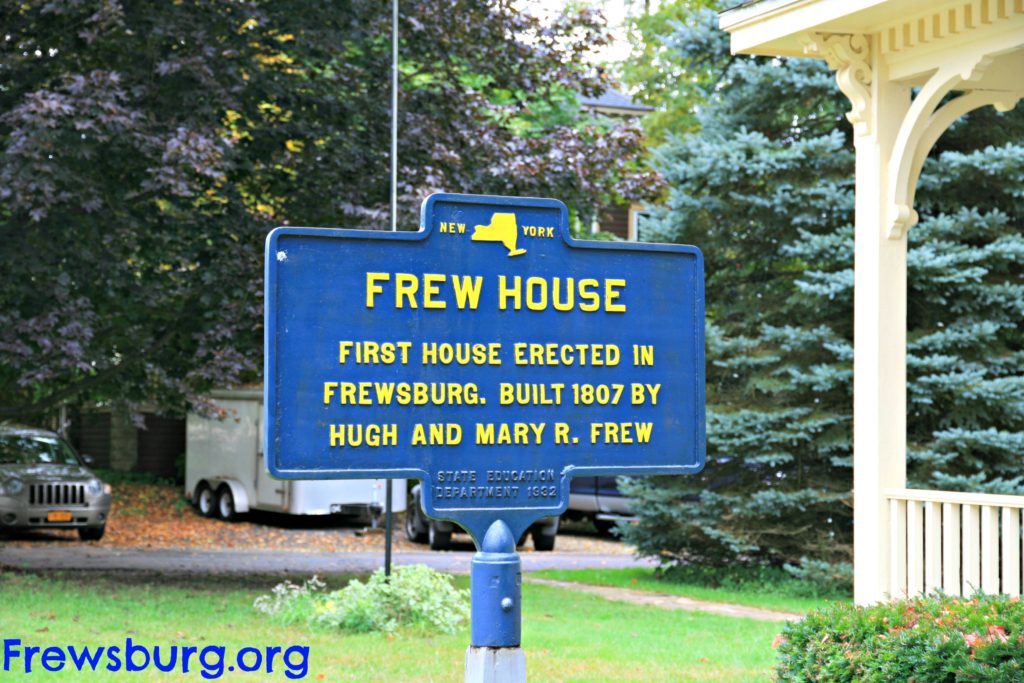 NEW YORK
FREW HOUSE
FIRST HOUSE ERECTED IN
FREWSBURG. BUILT 1807 BY
HUGH AND MARY R. FREW
STATE EDUCATION
DEPARTMENT 1932
Frewsburg.org